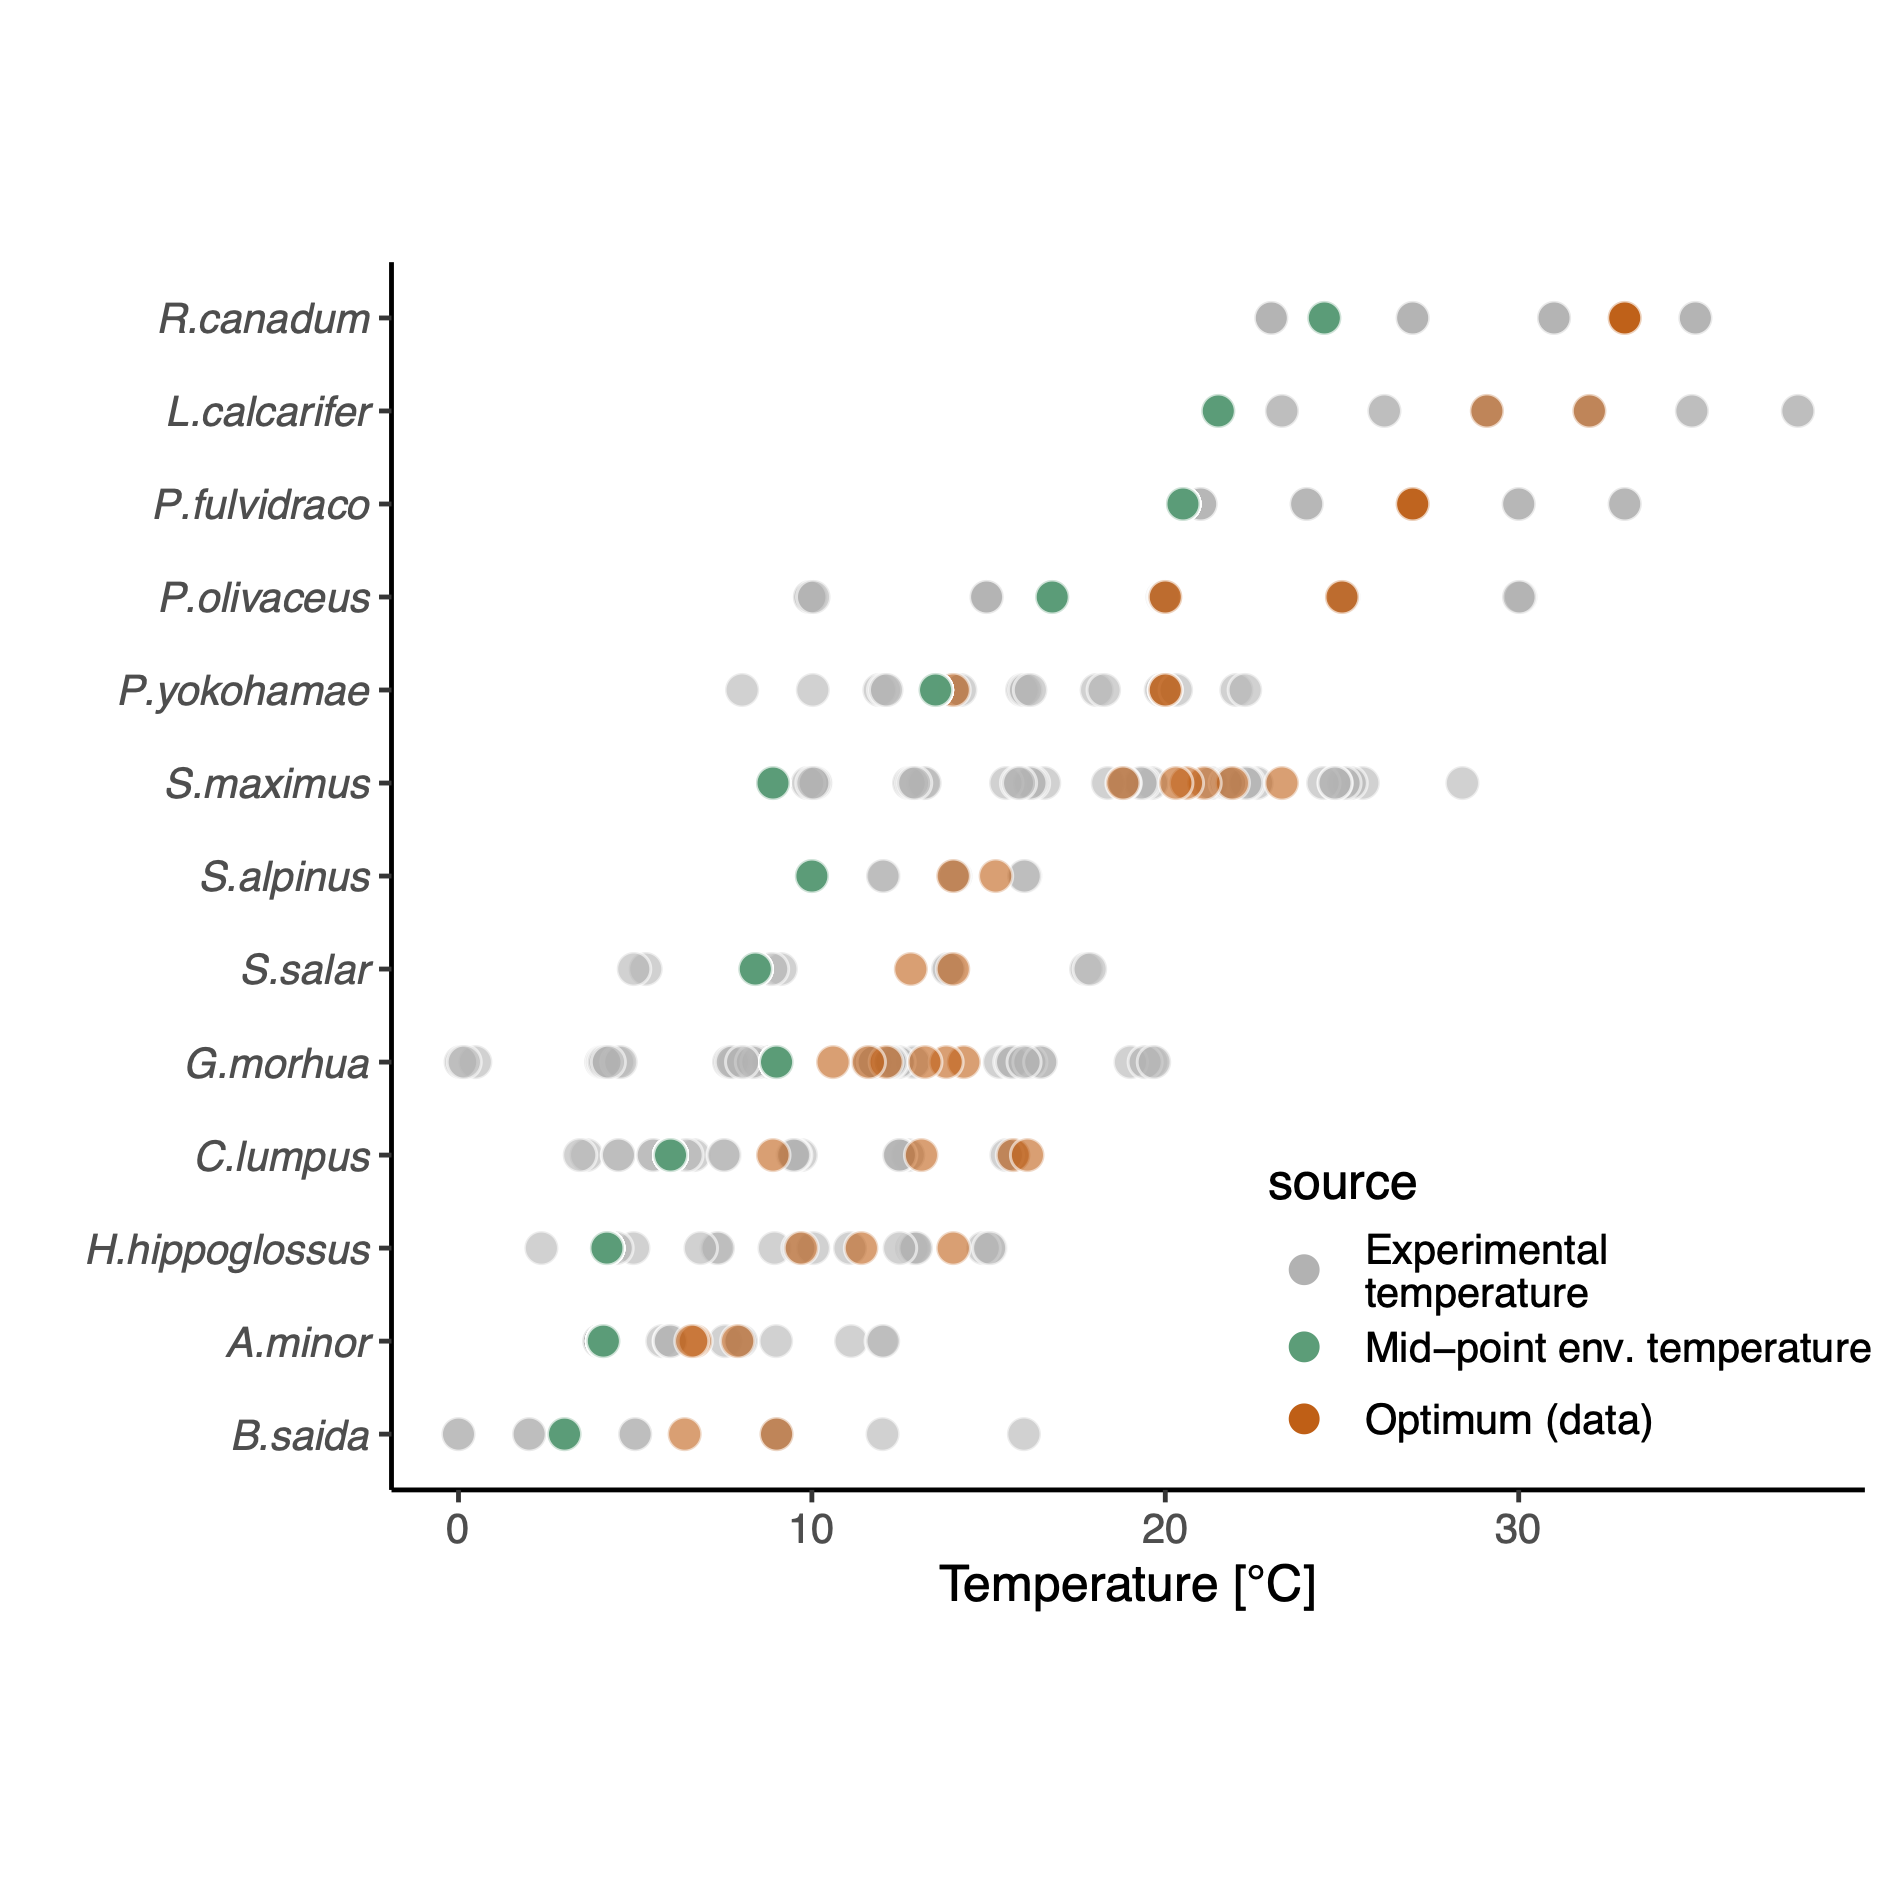 R.canadum
L.calcarifer
P.fulvidraco
P.olivaceus
P.yokohamae
S.maximus
S.alpinus
S.salar
G.morhua
C.lumpus
H.hippoglossus
A.minor
B.saida
source
Experimental
temperature
Mid−point env. temperature
Optimum (data)
0 10 20 30
Temperature [°C]